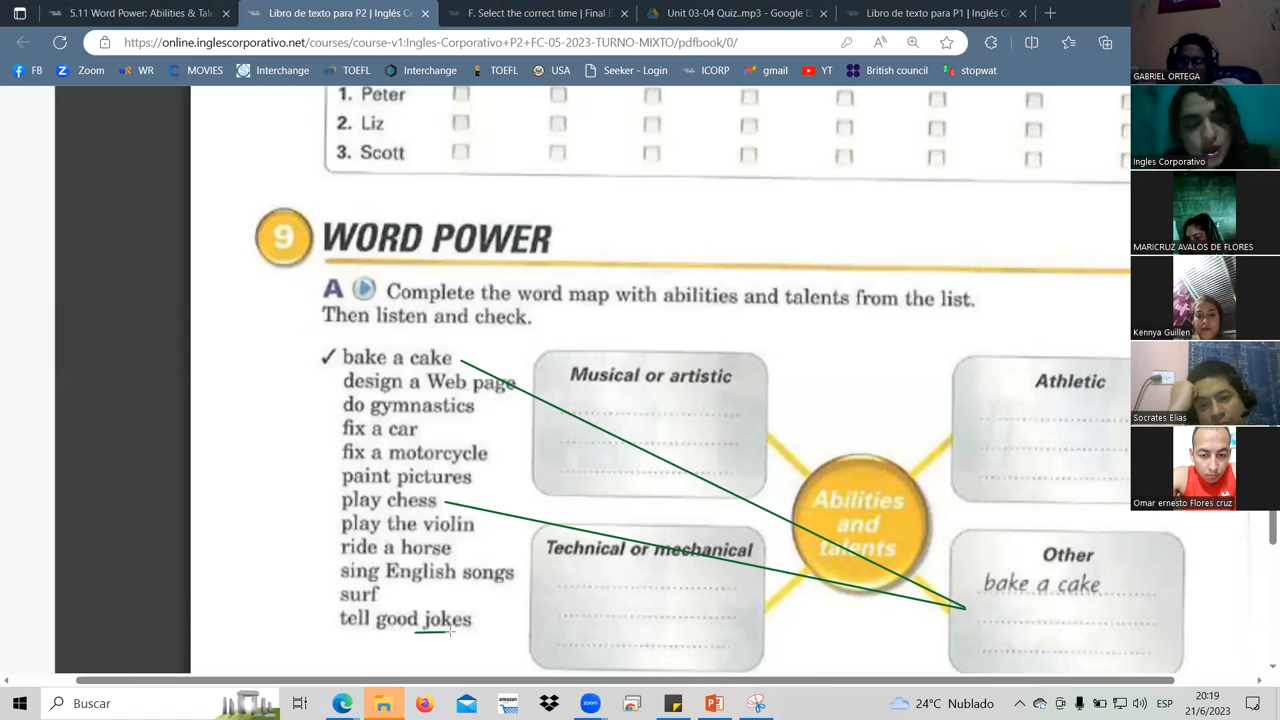 5.11 Word Power: Abilities & Tale
Libro de texto para P2 | Inglés C
F. Select the correct time | Final
Unit 03-04 Quiz..mp3 - Google D
Libro de texto para P1 | Inglés C
https://online.inglescorporativo.net/courses/course-v1:Ingles-Corporativo+P2+FC-05-2023-TURNO-MIXTO/pdfbook/0/
FB
Zoom
WR
MOVIES
Interchange
TOEFL
Interchange
TOEFL
USA
Seeker - Login
ICORP
gmail
YT
British council
stopwat
1. Peter
2. Liz
3. Scott
9 WORD POWER
A Complete the word map with abilities and talents from the list.
Then listen and check.
✓ bake a cake
design a Web page
do gymnastics
fix a car
fix a motorcycle
paint pictures
play chess
play the violin
ride a horse
sing English songs
surf
tell good jokes
Musical or artistic
Athletic
Abilities
and
talents
Technical or mechanical
Other
bake a cake
GABRIEL ORTEGA
Ingles Corporativo
MARICRUZ AVALOS DE FLORES
Kennya Guillen
Socrates Elias
Omar ernesto Flores cruz
Buscar
24°C Nublado
ESP
20:19
21/6/2023